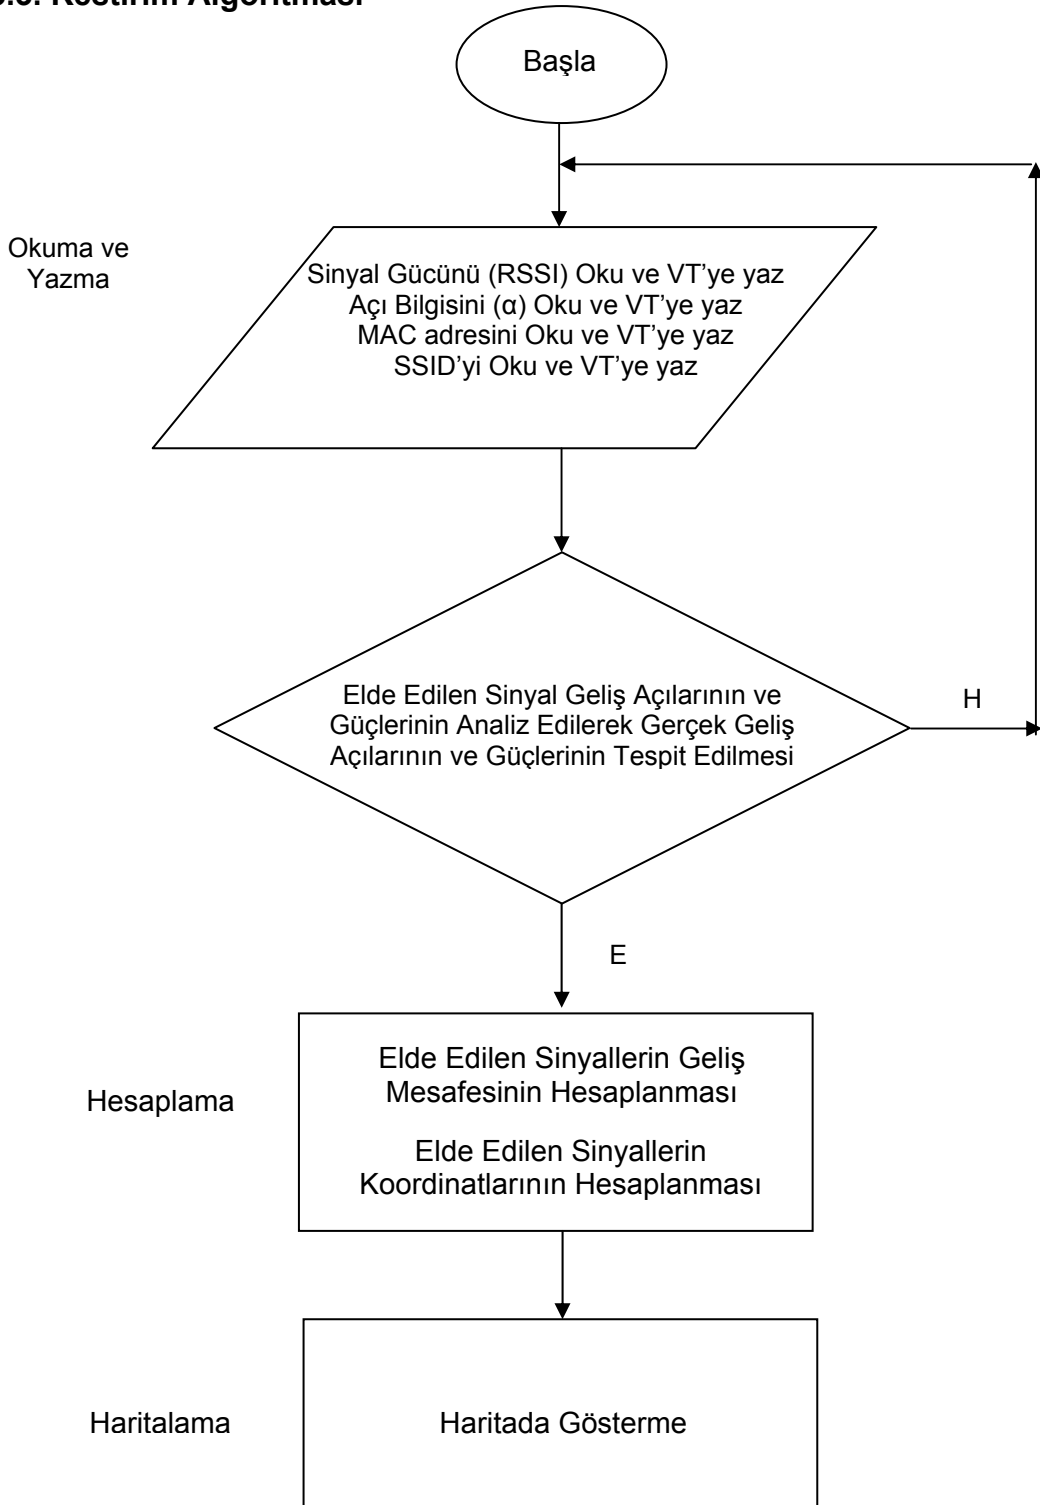 Kestirim Algoritması
Başla
Okuma ve
Yazma
Sinyal Gücünü (RSSI) Oku ve VT’ye yaz
Açı Bilgisini (α) Oku ve VT’ye yaz
MAC adresini Oku ve VT’ye yaz
SSID’yi Oku ve VT’ye yaz
Elde Edilen Sinyal Geliş Açılarının ve
Güçlerinin Analiz Edilerek Gerçek Geliş
Açılarının ve Güçlerinin Tespit Edilmesi
H
E
Hesaplama
Elde Edilen Sinyallerin Geliş
Mesafesinin Hesaplanması
Elde Edilen Sinyallerin
Koordinatlarının Hesaplanması
Haritalama
Haritada Gösterme